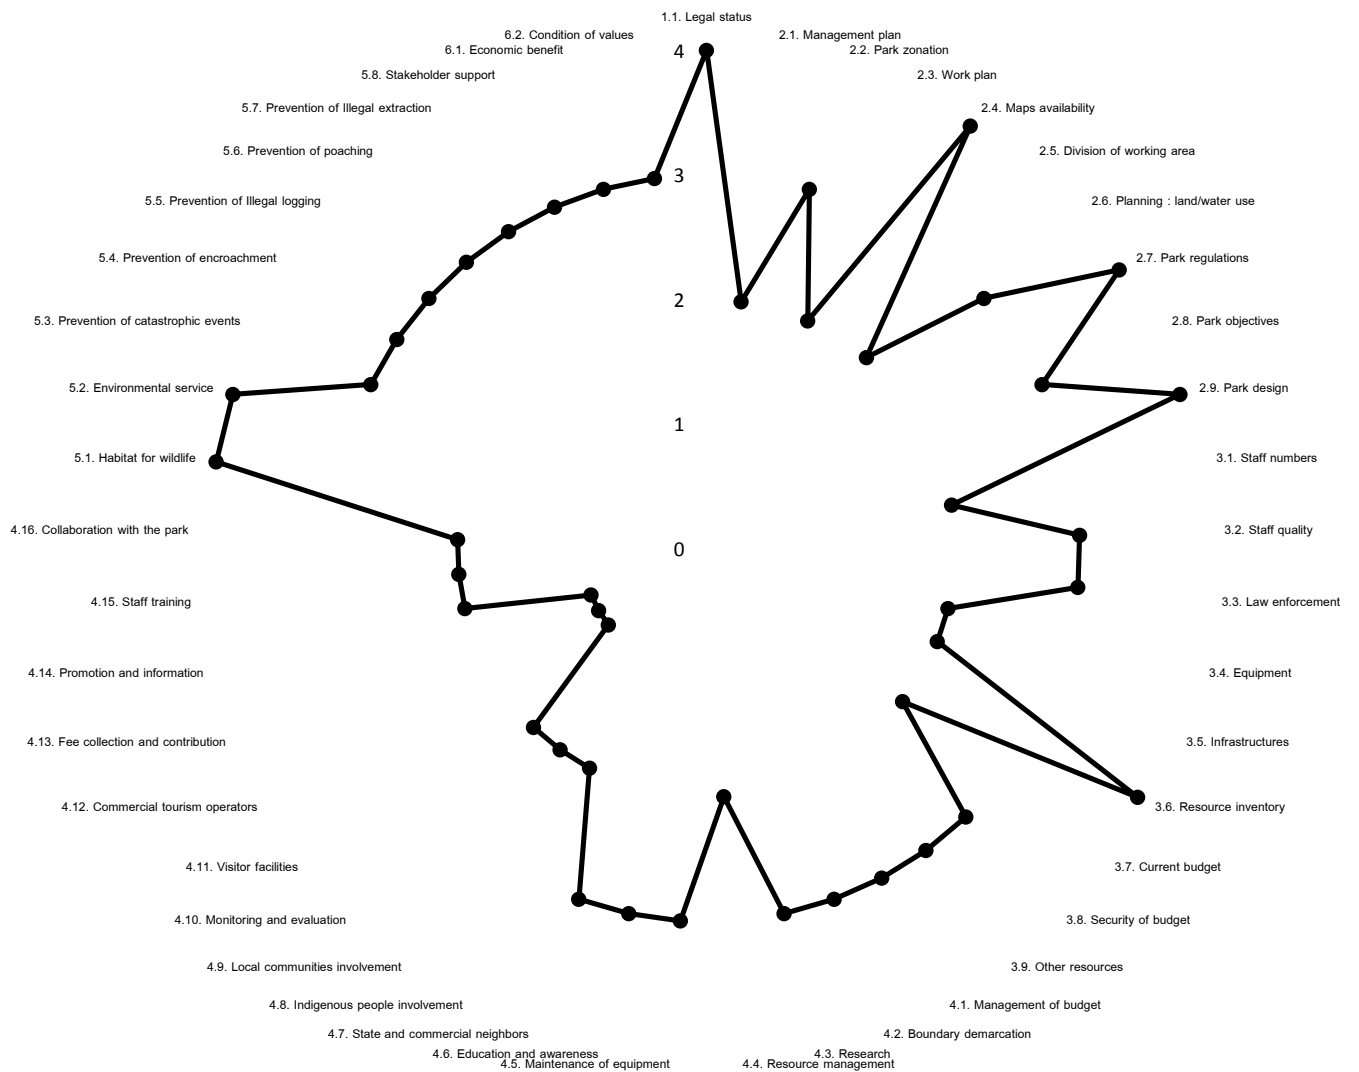 1.1. Legal status
2.1. Management plan
2.2. Park zonation
2.3. Work plan
2.4. Maps availability
2.5. Division of working area
2.6. Planning : land/water use
2.7. Park regulations
2.8. Park objectives
2.9. Park design
3.1. Staff numbers
3.2. Staff quality
3.3. Law enforcement
3.4. Equipment
3.5. Infrastructures
3.6. Resource inventory
3.7. Current budget
3.8. Security of budget
3.9. Other resources
4.1. Management of budget
4.2. Boundary demarcation
4.3. Research
4.4. Resource management
4.5. Maintenance of equipment
4.6. Education and awareness
4.7. State and commercial neighbors
4.8. Indigenous people involvement
4.9. Local communities involvement
4.10. Monitoring and evaluation
4.11. Visitor facilities
4.12. Commercial tourism operators
4.13. Fee collection and contribution
4.14. Promotion and information
4.15. Staff training
4.16. Collaboration with the park
5.1. Habitat for wildlife
5.2. Environmental service
5.3. Prevention of catastrophic events
5.4. Prevention of encroachment
5.5. Prevention of Illegal logging
5.6. Prevention of poaching
5.7. Prevention of Illegal extraction
5.8. Stakeholder support
6.1. Economic benefit
6.2. Condition of values
4
3
2
1
0